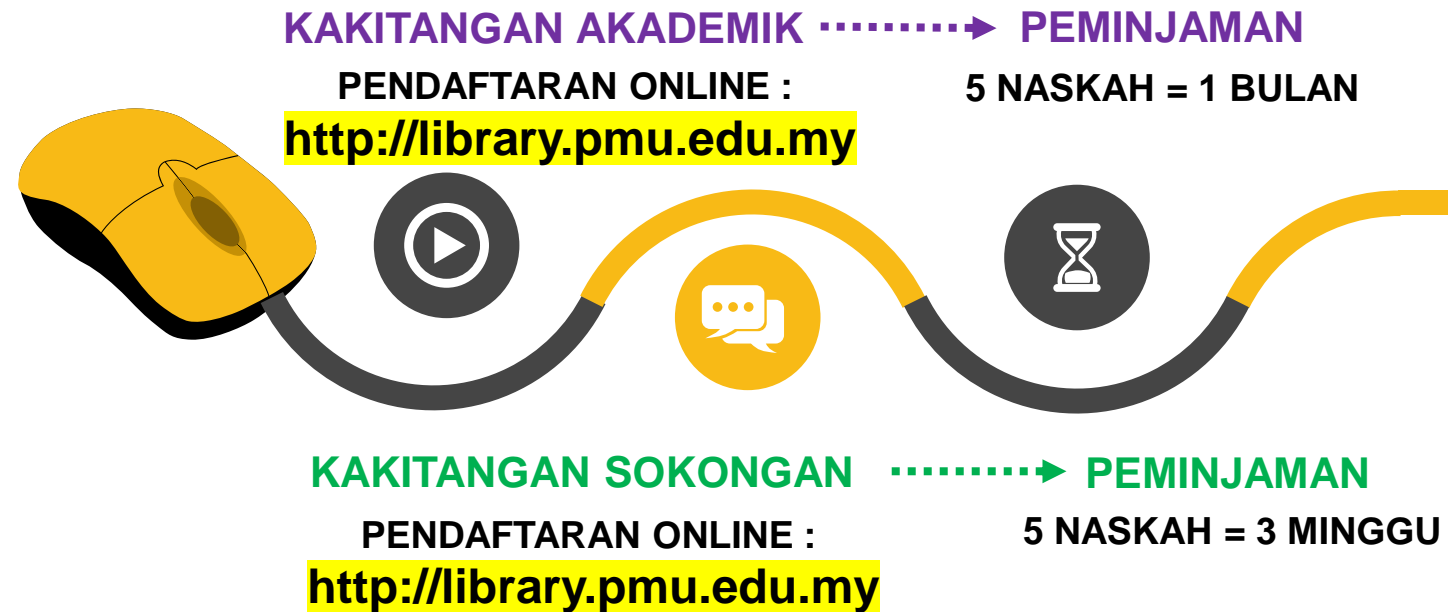 KAKITANGAN AKADEMIK PEMINJAMAN
PENDAFTARAN ONLINE : 5 NASKAH = 1 BULAN
http://library.pmu.edu.my
KAKITANGAN SOKONGAN PEMINJAMAN
PENDAFTARAN ONLINE : 5 NASKAH = 3 MINGGU
http://library.pmu.edu.my